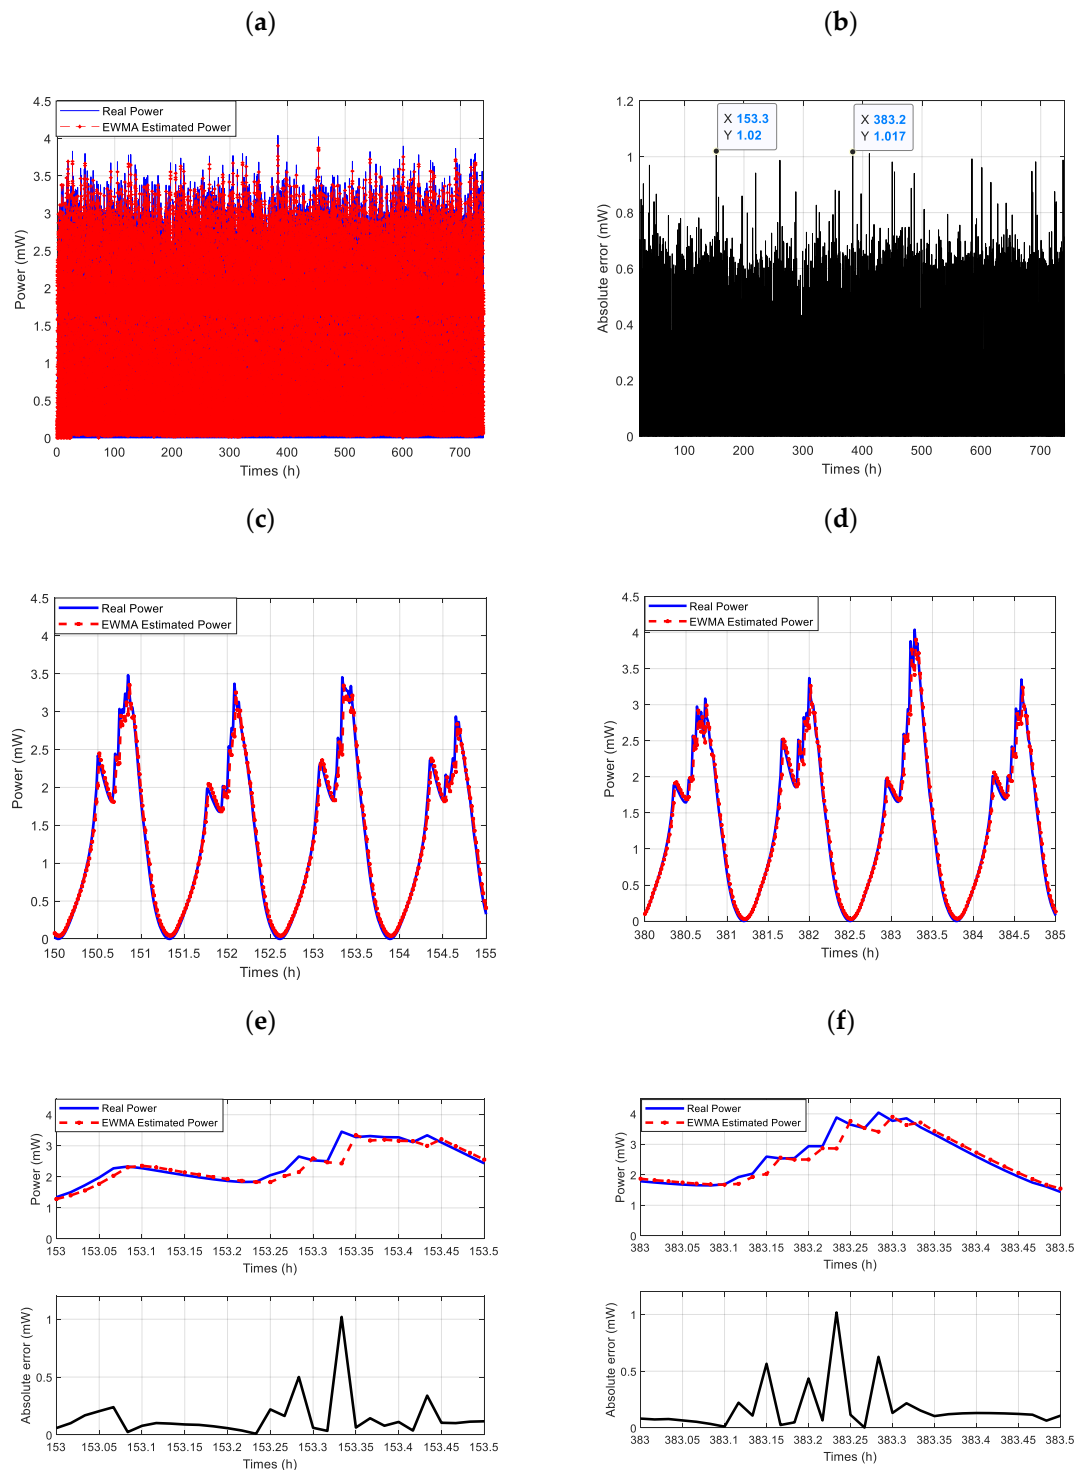 (a)
(b)
4.5
4
3.5
3
2.5
2
1.5
1
0.5
0
Power (mW)
Real Power
EWMA Estimated Power
0 100 200 300 400 500 600 700
Times (h)
1.2
1
0.8
0.6
0.4
0.2
0
Absolute error (mW)
X 153.3
Y 1.02
X 383.2
Y 1.017
100 200 300 400 500 600 700
Times (h)
(c)
(d)
4.5
4
3.5
3
2.5
2
1.5
1
0.5
0
Power (mW)
Real Power
EWMA Estimated Power
150 150.5 151 151.5 152 152.5 153 153.5 154 154.5 155
Times (h)
4.5
4
3.5
3
2.5
2
1.5
1
0.5
0
Power (mW)
Real Power
EWMA Estimated Power
380 380.5 381 381.5 382 382.5 383 383.5 384 384.5 385
Times (h)
(e)
(f)
4
3
2
1
0
Power (mW)
Real Power
EWMA Estimated Power
153 153.05 153.1 153.15 153.2 153.25 153.3 153.35 153.4 153.45 153.5
Times (h)
4
3
2
1
0
Power (mW)
Real Power
EWMA Estimated Power
383 383.05 383.1 383.15 383.2 383.25 383.3 383.35 383.4 383.45 383.5
Times (h)
1
0.5
0
Absolute error (mW)
153 153.05 153.1 153.15 153.2 153.25 153.3 153.35 153.4 153.45 153.5
Times (h)
1
0.5
0
Absolute error (mW)
383 383.05 383.1 383.15 383.2 383.25 383.3 383.35 383.4 383.45 383.5
Times (h)